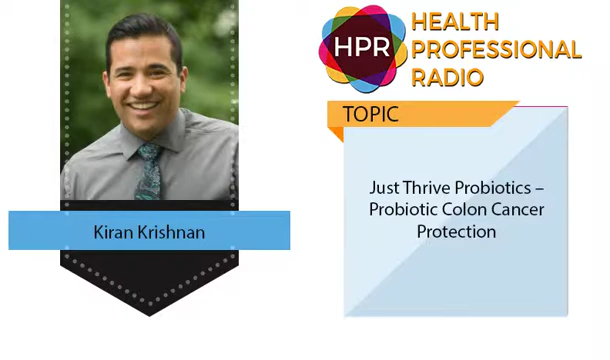 HPR
HEALTH
PROFESSIONAL
RADIO
TOPIC
Just Thrive Probiotics –
Probiotic Colon Cancer
Protection
Kiran Krishnan